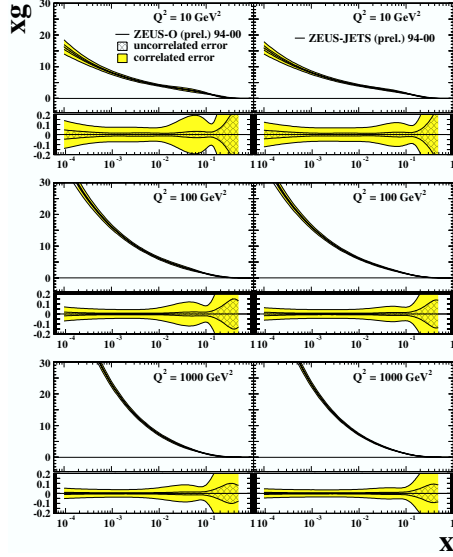 xg
Q² = 10 GeV² Q² = 10 GeV²
30
ZEUS-O (prel.) 94-00 ZEUS-JETS (prel.) 94-00
uncorrelated error
20
correlated error
10
0
0.2
0.1
0
-0.1
-0.2
10⁻⁴ 10⁻³ 10⁻² 10⁻¹ 1 10⁻⁴ 10⁻³ 10⁻² 10⁻¹ 1
30
Q² = 100 GeV² Q² = 100 GeV²
20
10
0
0.2
0.1
0
-0.1
-0.2
10⁻⁴ 10⁻³ 10⁻² 10⁻¹ 1 10⁻⁴ 10⁻³ 10⁻² 10⁻¹ 1
30
Q² = 1000 GeV² Q² = 1000 GeV²
20
10
0
0.2
0.1
0
-0.1
-0.2
10⁻⁴ 10⁻³ 10⁻² 10⁻¹ 1 10⁻⁴ 10⁻³ 10⁻² 10⁻¹ 1
x